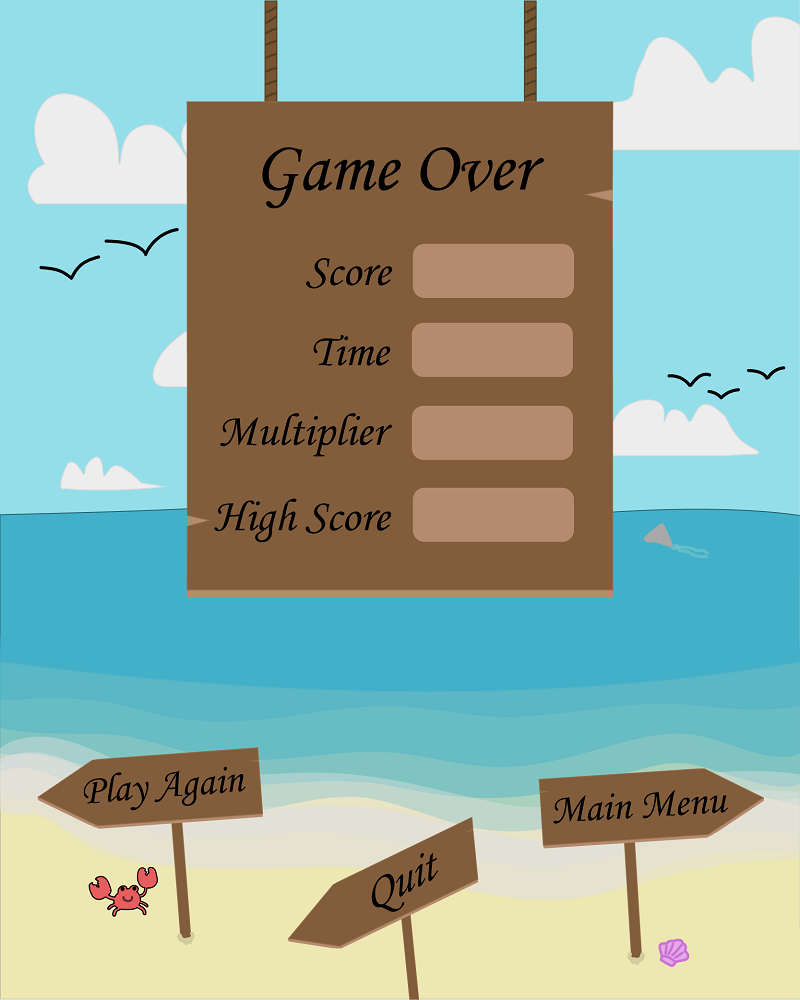 Game Over
Score
Time
Multiplier
High Score
Play Again
Quit
Main Menu